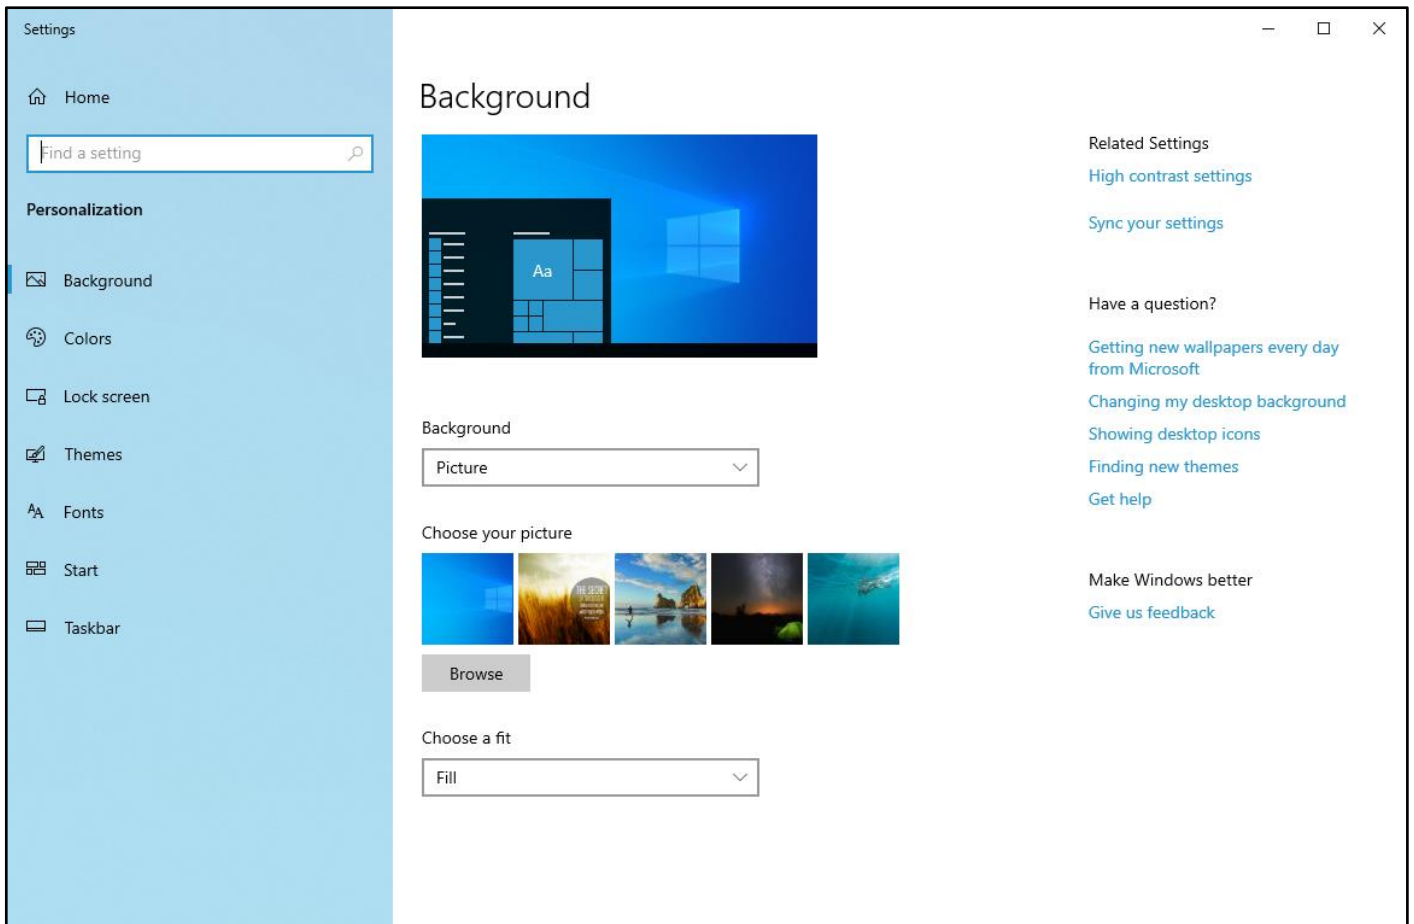 Settings
Home
Find a setting
Personalization
Background
Colors
Lock screen
Themes
Fonts
Start
Taskbar
Background
Aa
Background
Picture
Choose your picture
THE SECRET
Browse
Choose a fit
Fill
Related Settings
High contrast settings
Sync your settings
Have a question?
Getting new wallpapers every day
from Microsoft
Changing my desktop background
Showing desktop icons
Finding new themes
Get help
Make Windows better
Give us feedback